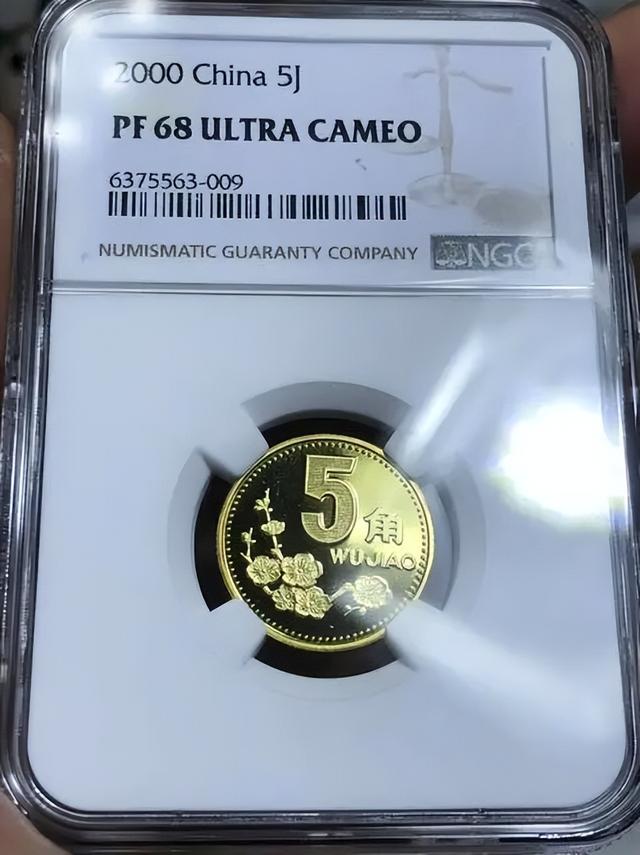 2000 China 5J
PF 68 ULTRA CAMEO
6375563-009
NUMISMATIC GUARANTY COMPANY NGC
5角
WUJIAO